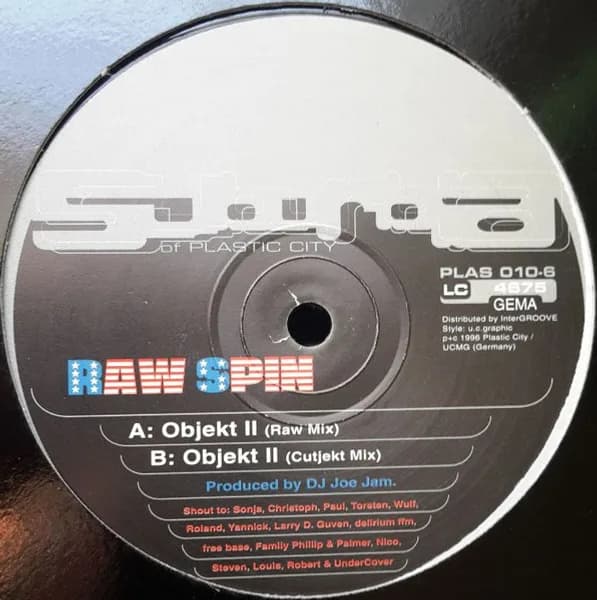 Suburbia
of PLASTIC CITY
PLAS 010-6
LC 4675
GEMA
Distributed by InterGROOVE
Style: u.c.graphic
p+c 1996 Plastic City /
UCMG (Germany)
RAW SPIN
A: Objekt II (Raw Mix)
B: Objekt II (Cutjekt Mix)
Produced by DJ Joe Jam.
Shout to: Sonja, Christoph, Paul, Torsten, Wulf,
Roland, Yannick, Larry D. Guven, delirium ffm,
free base, Family Phillip & Palmer, Nico,
Steven, Louis, Robert & UnderCover